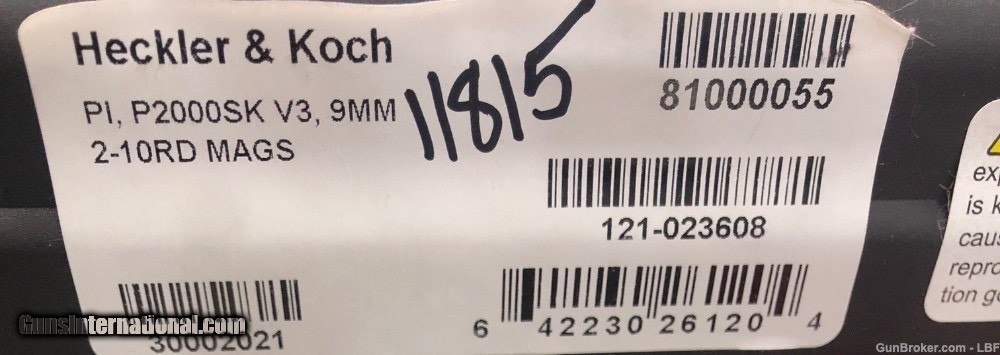 Heckler & Koch
11815
81000055
PI, P2000SK V3, 9MM
2-10RD MAGS
121-023608
30002021
6 42230 26120 4
is
caus
repro
tion
GunsInternational.com
GunBroker.com - LBF